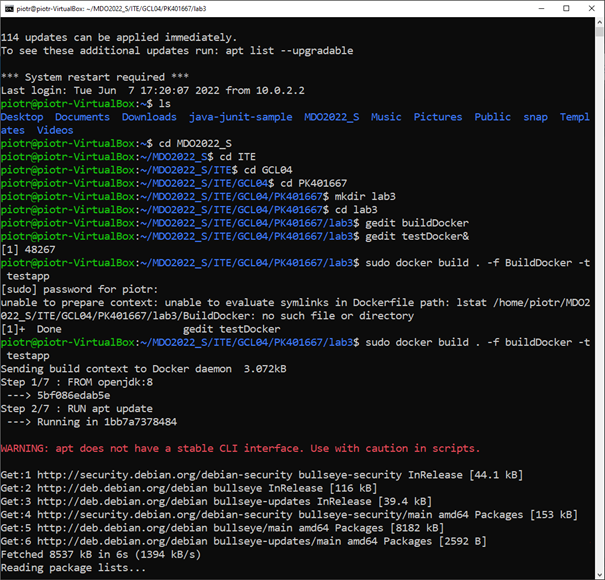 piotr@piotr-VirtualBox: ~/MDO2022_S/ITE/GCL04/PK401667/lab3
114 updates can be applied immediately.
To see these additional updates run: apt list --upgradable
*** System restart required ***
Last login: Tue Jun  7 17:20:07 2022 from 10.0.2.2
piotr@piotr-VirtualBox:~$ ls
Desktop  Documents  Downloads  java-junit-sample  MDO2022_S  Music  Pictures  Public  snap  Templ
ates  Videos
piotr@piotr-VirtualBox:~$ cd MDO2022_S
piotr@piotr-VirtualBox:~/MDO2022_S$ cd ITE
piotr@piotr-VirtualBox:~/MDO2022_S/ITE$ cd GCL04
piotr@piotr-VirtualBox:~/MDO2022_S/ITE/GCL04$ cd PK401667
piotr@piotr-VirtualBox:~/MDO2022_S/ITE/GCL04/PK401667$ mkdir lab3
piotr@piotr-VirtualBox:~/MDO2022_S/ITE/GCL04/PK401667$ cd lab3
piotr@piotr-VirtualBox:~/MDO2022_S/ITE/GCL04/PK401667/lab3$ gedit buildDocker
piotr@piotr-VirtualBox:~/MDO2022_S/ITE/GCL04/PK401667/lab3$ gedit testDocker&
[1] 48267
piotr@piotr-VirtualBox:~/MDO2022_S/ITE/GCL04/PK401667/lab3$ sudo docker build . -f BuildDocker -t
 testapp
[sudo] password for piotr:
unable to prepare context: unable to evaluate symlinks in Dockerfile path: lstat /home/piotr/MDO2
022_S/ITE/GCL04/PK401667/lab3/BuildDocker: no such file or directory
[1]+  Done                    gedit testDocker
piotr@piotr-VirtualBox:~/MDO2022_S/ITE/GCL04/PK401667/lab3$ sudo docker build . -f buildDocker -t
 testapp
Sending build context to Docker daemon  3.072kB
Step 1/7 : FROM openjdk:8
 ---> 5bf086edab5e
Step 2/7 : RUN apt update
 ---> Running in 1bb7a7378484
WARNING: apt does not have a stable CLI interface. Use with caution in scripts.
Get:1 http://security.debian.org/debian-security bullseye-security InRelease [44.1 kB]
Get:2 http://deb.debian.org/debian bullseye InRelease [116 kB]
Get:3 http://deb.debian.org/debian bullseye-updates InRelease [39.4 kB]
Get:4 http://security.debian.org/debian-security bullseye-security/main amd64 Packages [153 kB]
Get:5 http://deb.debian.org/debian bullseye/main amd64 Packages [8182 kB]
Get:6 http://deb.debian.org/debian bullseye-updates/main amd64 Packages [2592 B]
Fetched 8537 kB in 6s (1394 kB/s)
Reading package lists...